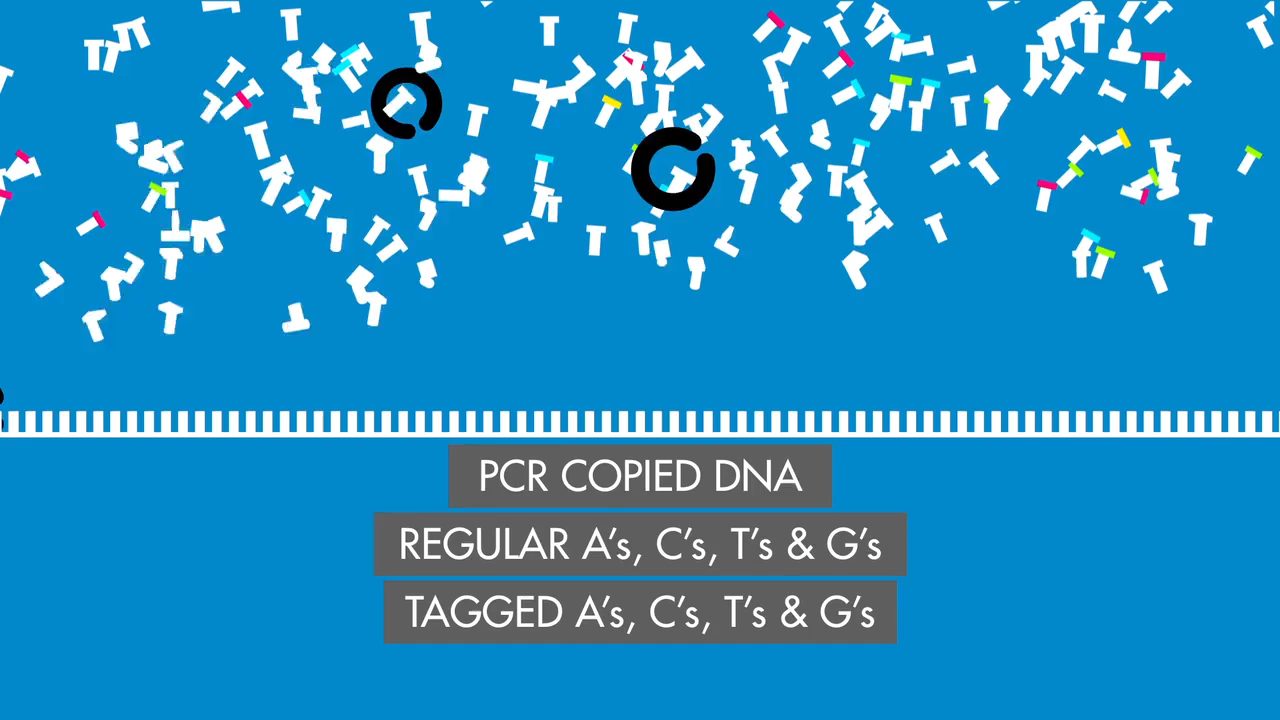 PCR COPIED DNA
REGULAR A’s, C’s, T’s & G’s
TAGGED A’s, C’s, T’s & G’s